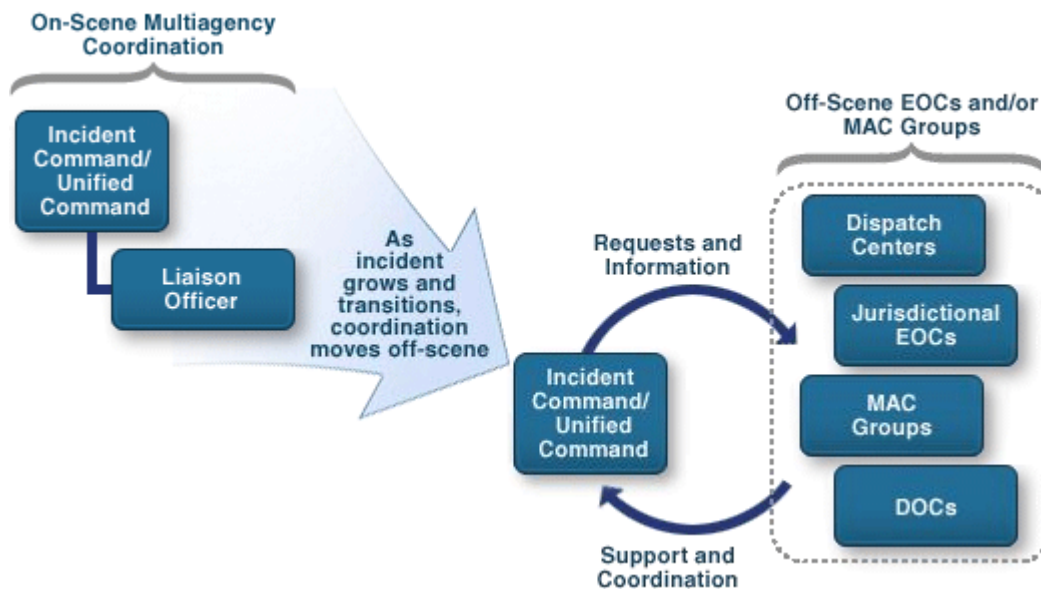 On-Scene Multiagency
Coordination
Incident
Command/
Unified
Command
Liaison
Officer
As
incident
grows and
transitions,
coordination
moves off-scene
Incident
Command/
Unified
Command
Requests and
Information
Support and
Coordination
Off-Scene EOCs and/or
MAC Groups
Dispatch
Centers
Jurisdictional
EOCs
MAC
Groups
DOCs